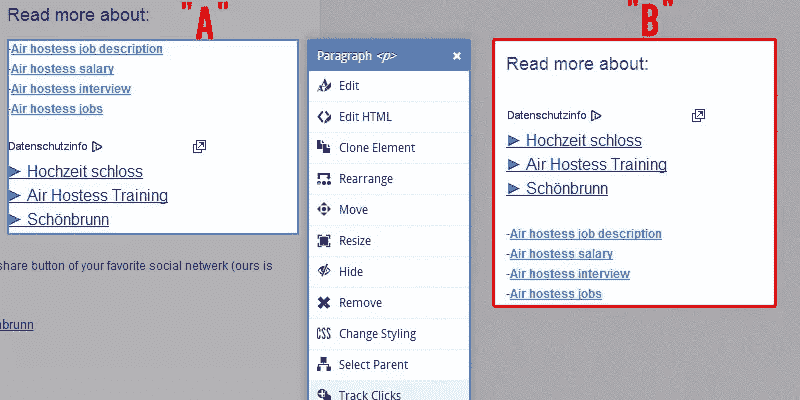 "A"
Read more about:
-Air hostess job description
-Air hostess salary
-Air hostess interview
-Air hostess jobs
Datenschutzinfo
Hochzeit schloss
Air Hostess Training
Schönbrunn
share button of your favorite social netwerk (ours is
nbrunn
Paragraph <p> ×
Edit
Edit HTML
Clone Element
Rearrange
Move
Resize
Hide
Remove
CSS Change Styling
Select Parent
Track Clicks
"B"
Read more about:
Datenschutzinfo
Hochzeit schloss
Air Hostess Training
Schönbrunn
-Air hostess job description
-Air hostess salary
-Air hostess interview
-Air hostess jobs